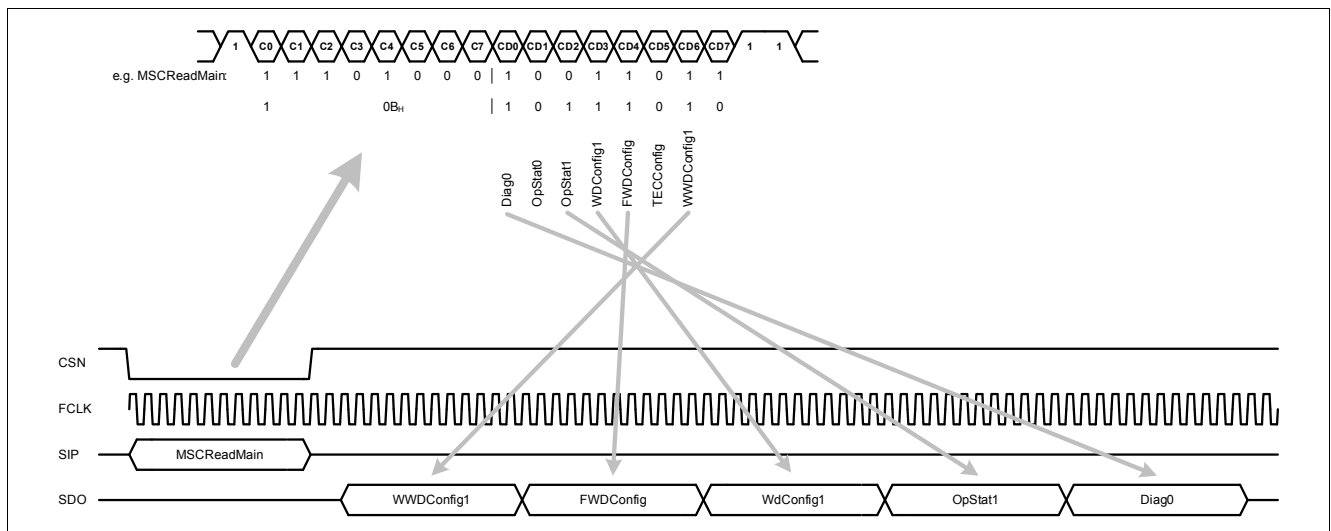 1 C0 C1 C2 C3 C4 C5 C6 C7 CD0 CD1 CD2 CD3 CD4 CD5 CD6 CD7 1 1
e.g. MSCReadMain: 1 1 1 0 1 0 0 0 | 1 0 0 1 1 0 1 1
1 0BH | 1 0 1 1 1 0 1 0
Diag0
OpStat0
OpStat1
WDConfig1
FWDConfig
TECConfig
WWDConfig1
CSN
FCLK
SIP MSCReadMain
SDO WWDConfig1 FWDConfig WdConfig1 OpStat1 Diag0